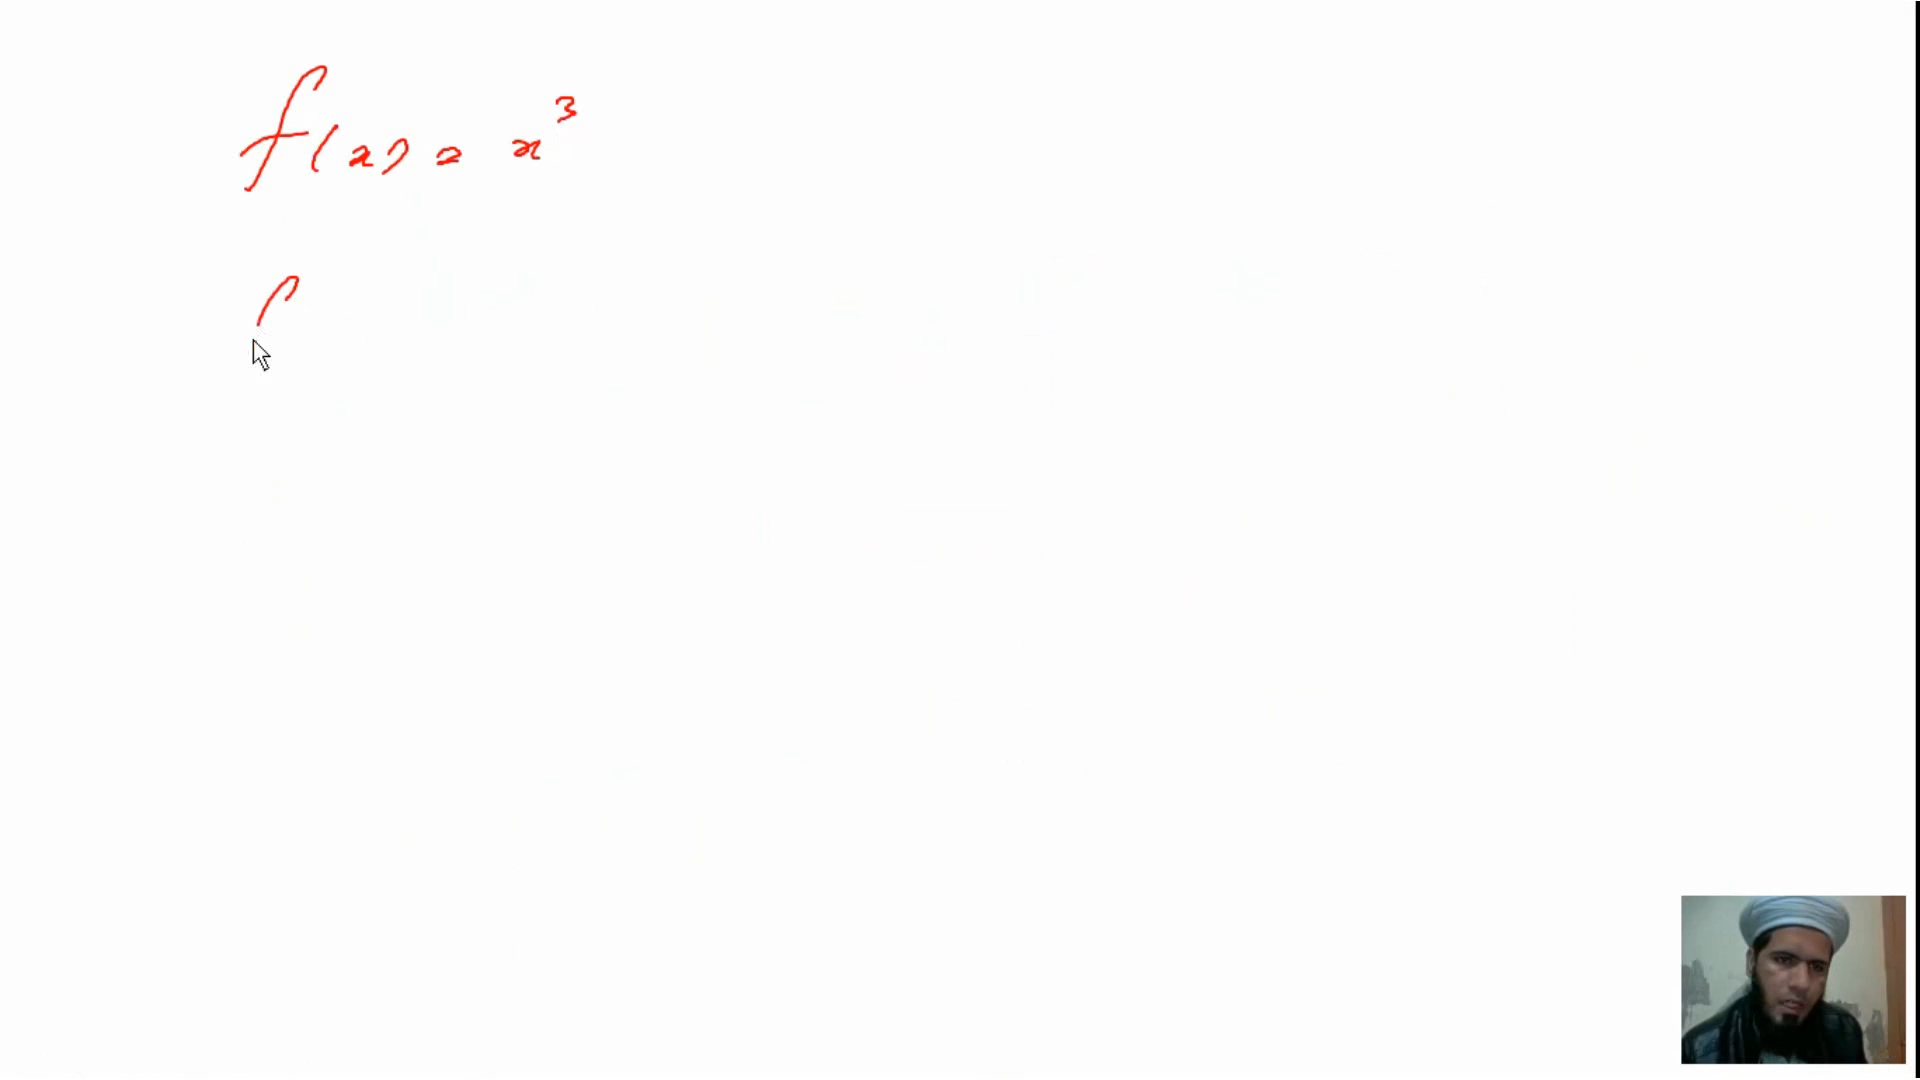 f(x) = x³